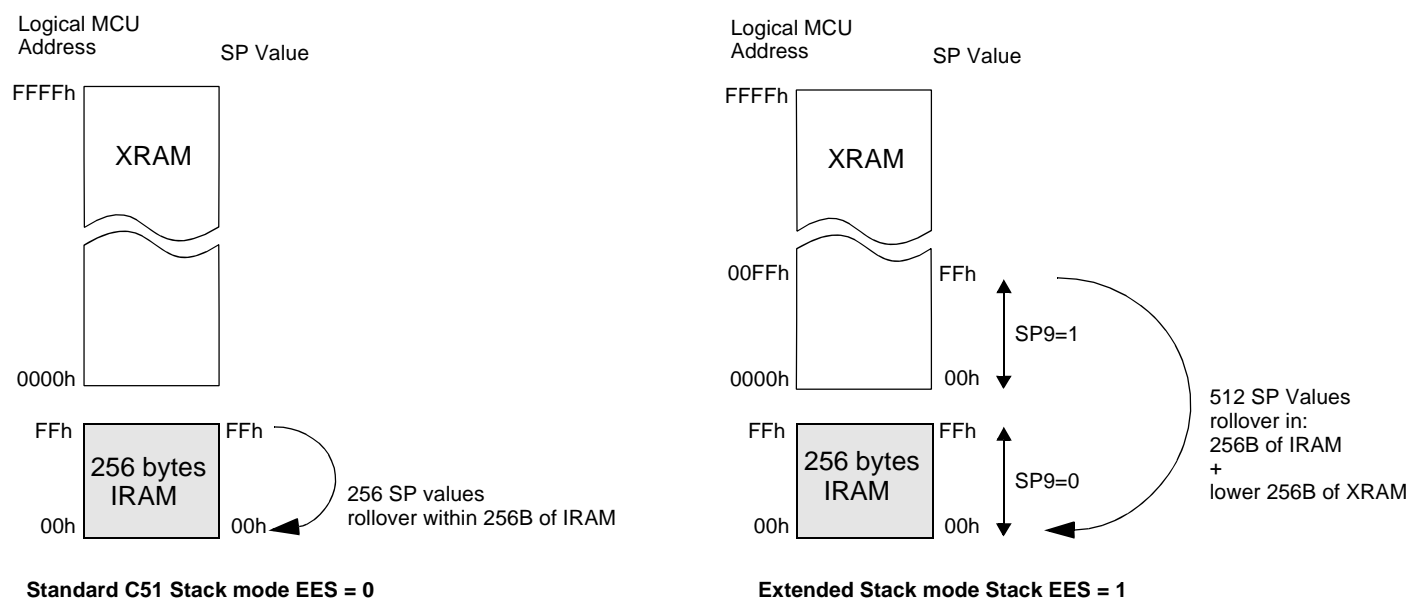 Logical MCU
Address
SP Value
FFFFh
XRAM
0000h
FFh
FFh
256 bytes
IRAM
00h
00h
256 SP values
rollover within 256B of IRAM
Standard C51 Stack mode EES = 0
Logical MCU
Address
SP Value
FFFFh
XRAM
00FFh
FFh
SP9=1
0000h
00h
512 SP Values
rollover in:
256B of IRAM
+
lower 256B of XRAM
FFh
FFh
256 bytes
IRAM
SP9=0
00h
00h
Extended Stack mode Stack EES = 1